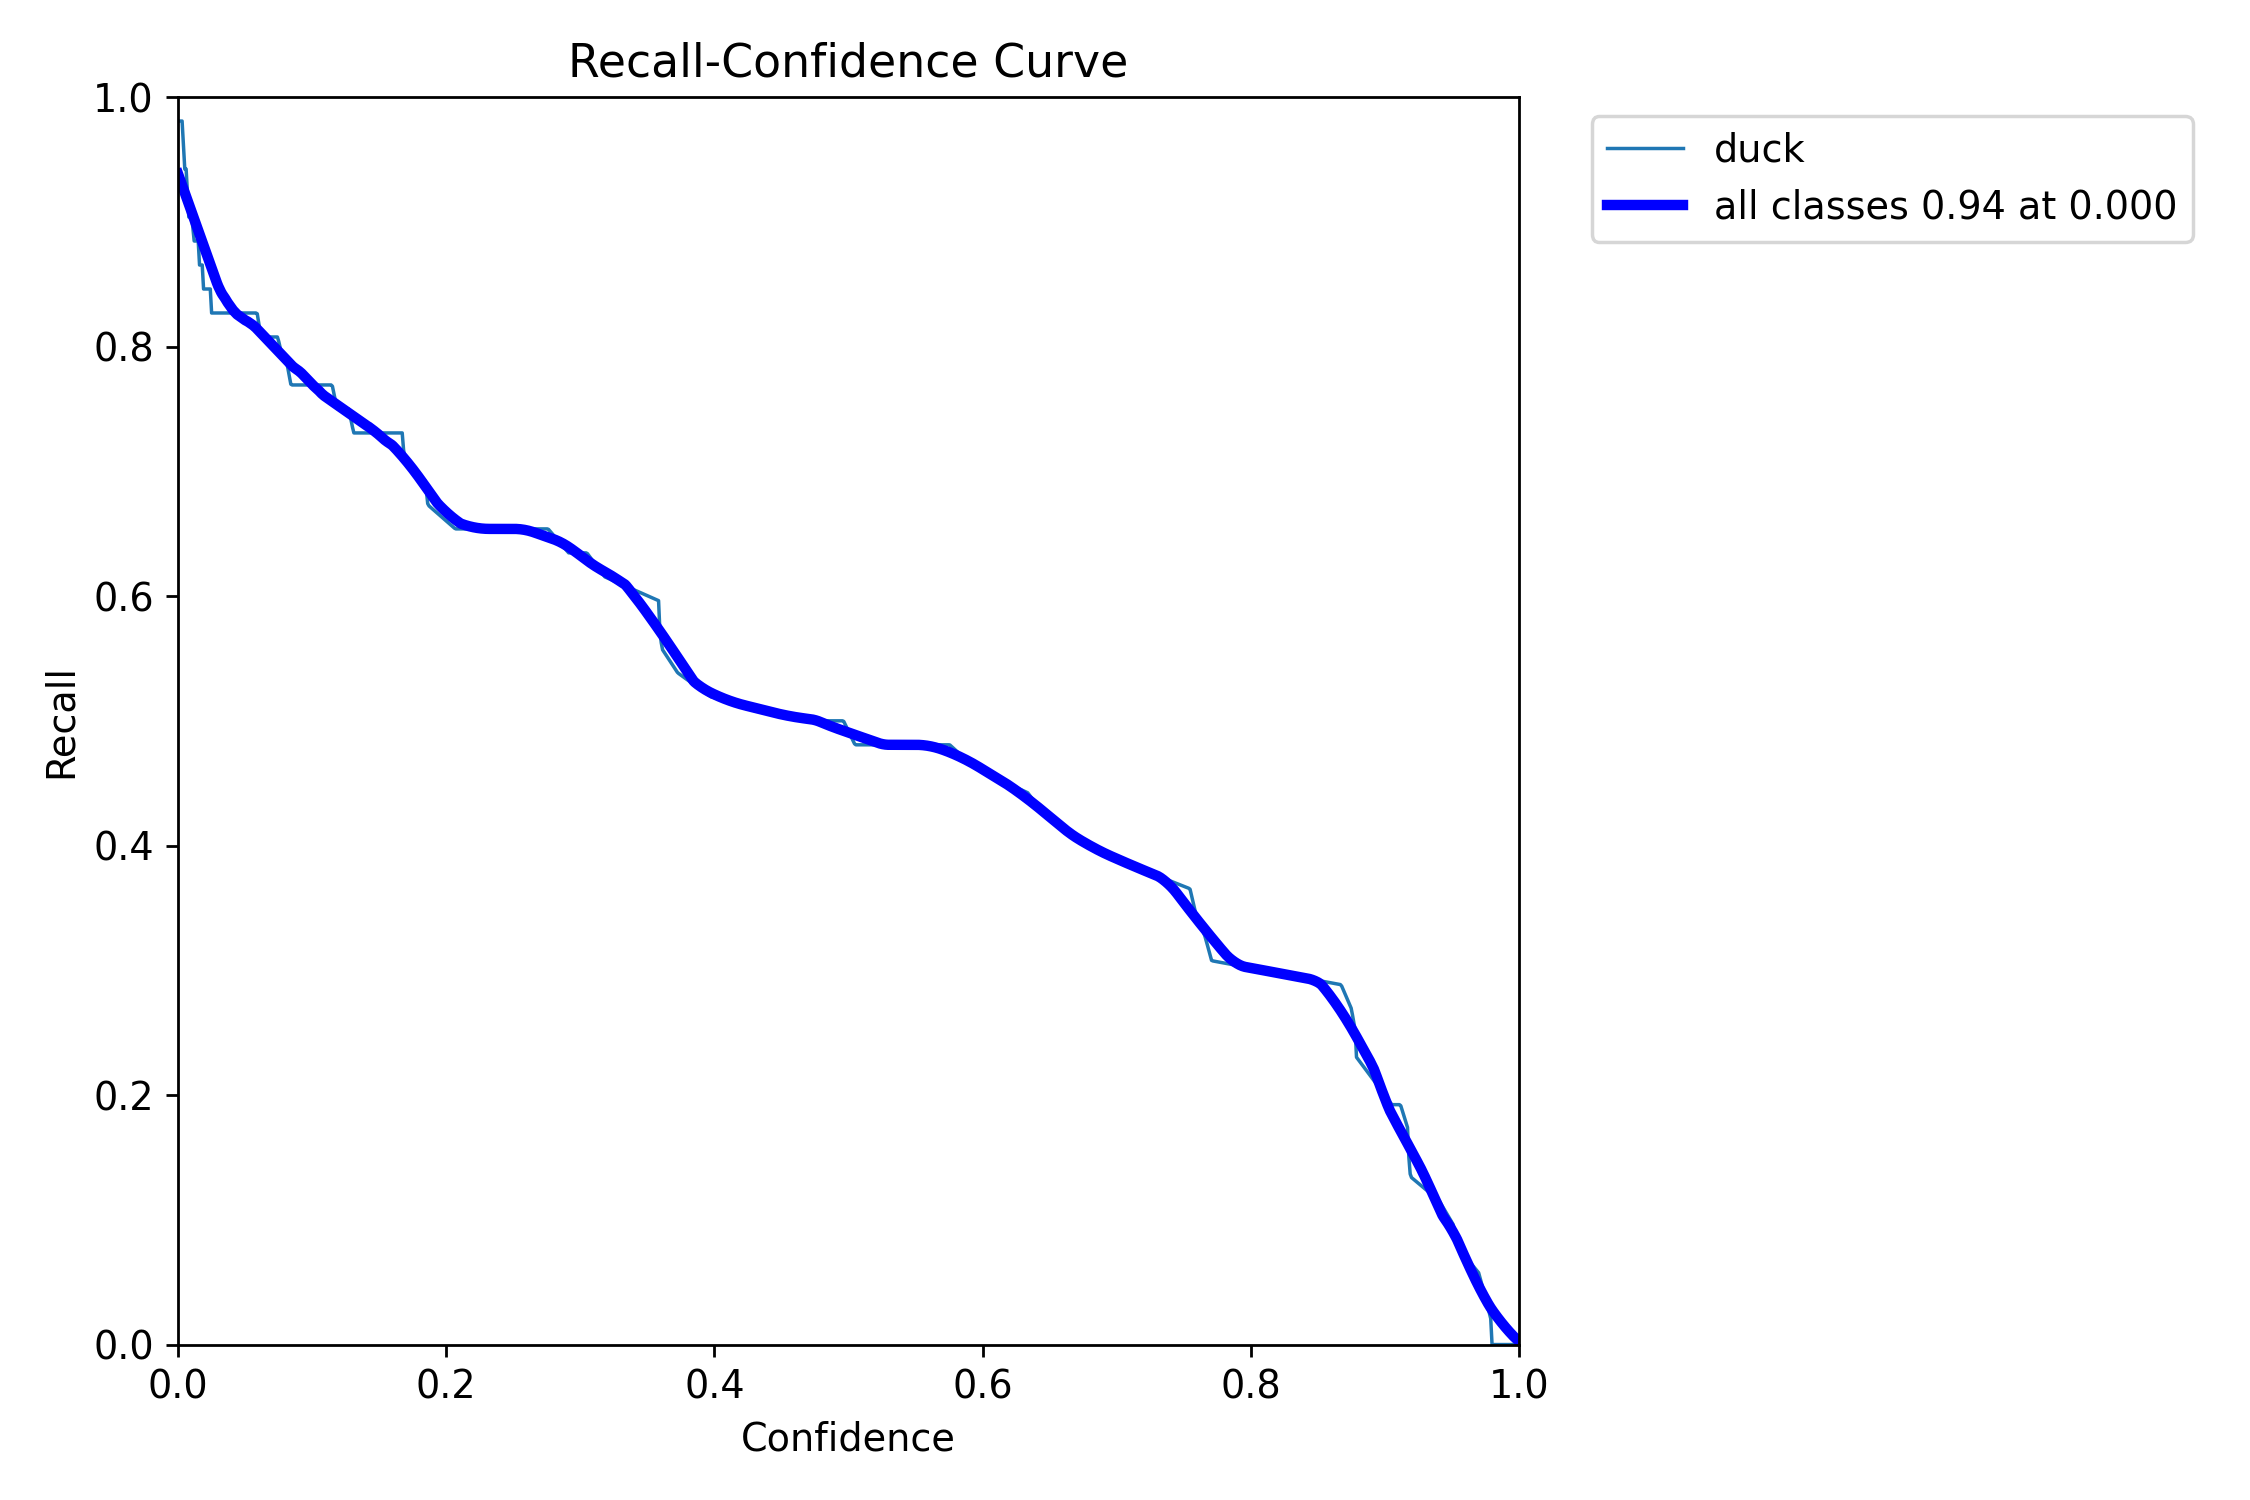 Recall-Confidence Curve
1.0
0.8
0.6
0.4
0.2
0.0
Recall
0.0 0.2 0.4 0.6 0.8 1.0
Confidence
duck
all classes 0.94 at 0.000